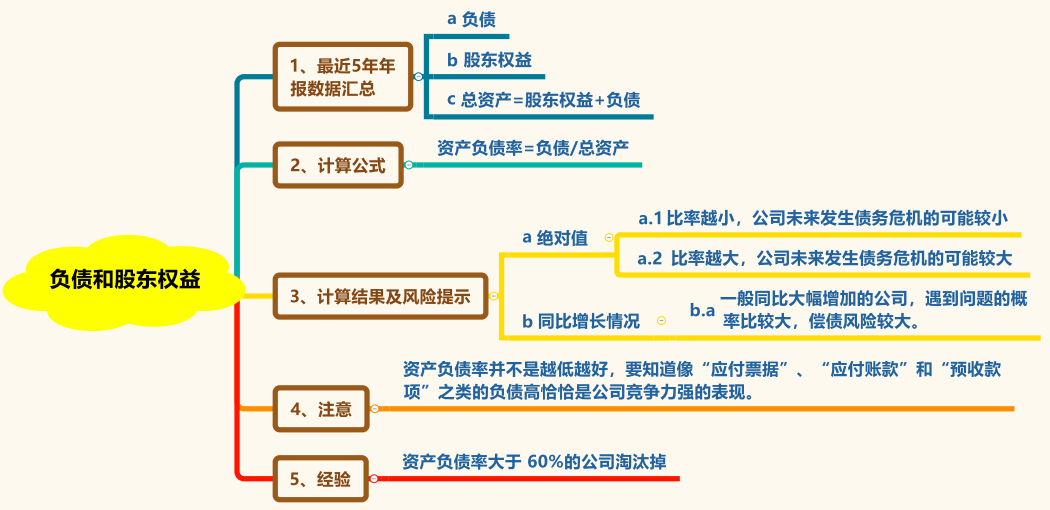 负债和股东权益
1、最近5年年
报数据汇总
a 负债
b 股东权益
c 总资产=股东权益+负债
2、计算公式
资产负债率=负债/总资产
3、计算结果及风险提示
a 绝对值
a.1 比率越小，公司未来发生债务危机的可能较小
a.2 比率越大，公司未来发生债务危机的可能较大
b 同比增长情况
b.a 一般同比大幅增加的公司，遇到问题的概
率比较大，偿债风险较大。
4、注意
资产负债率并不是越低越好，要知道像“应付票据”、“应付账款”和“预收款
项”之类的负债高恰恰是公司竞争力强的表现。
5、经验
资产负债率大于 60%的公司淘汰掉